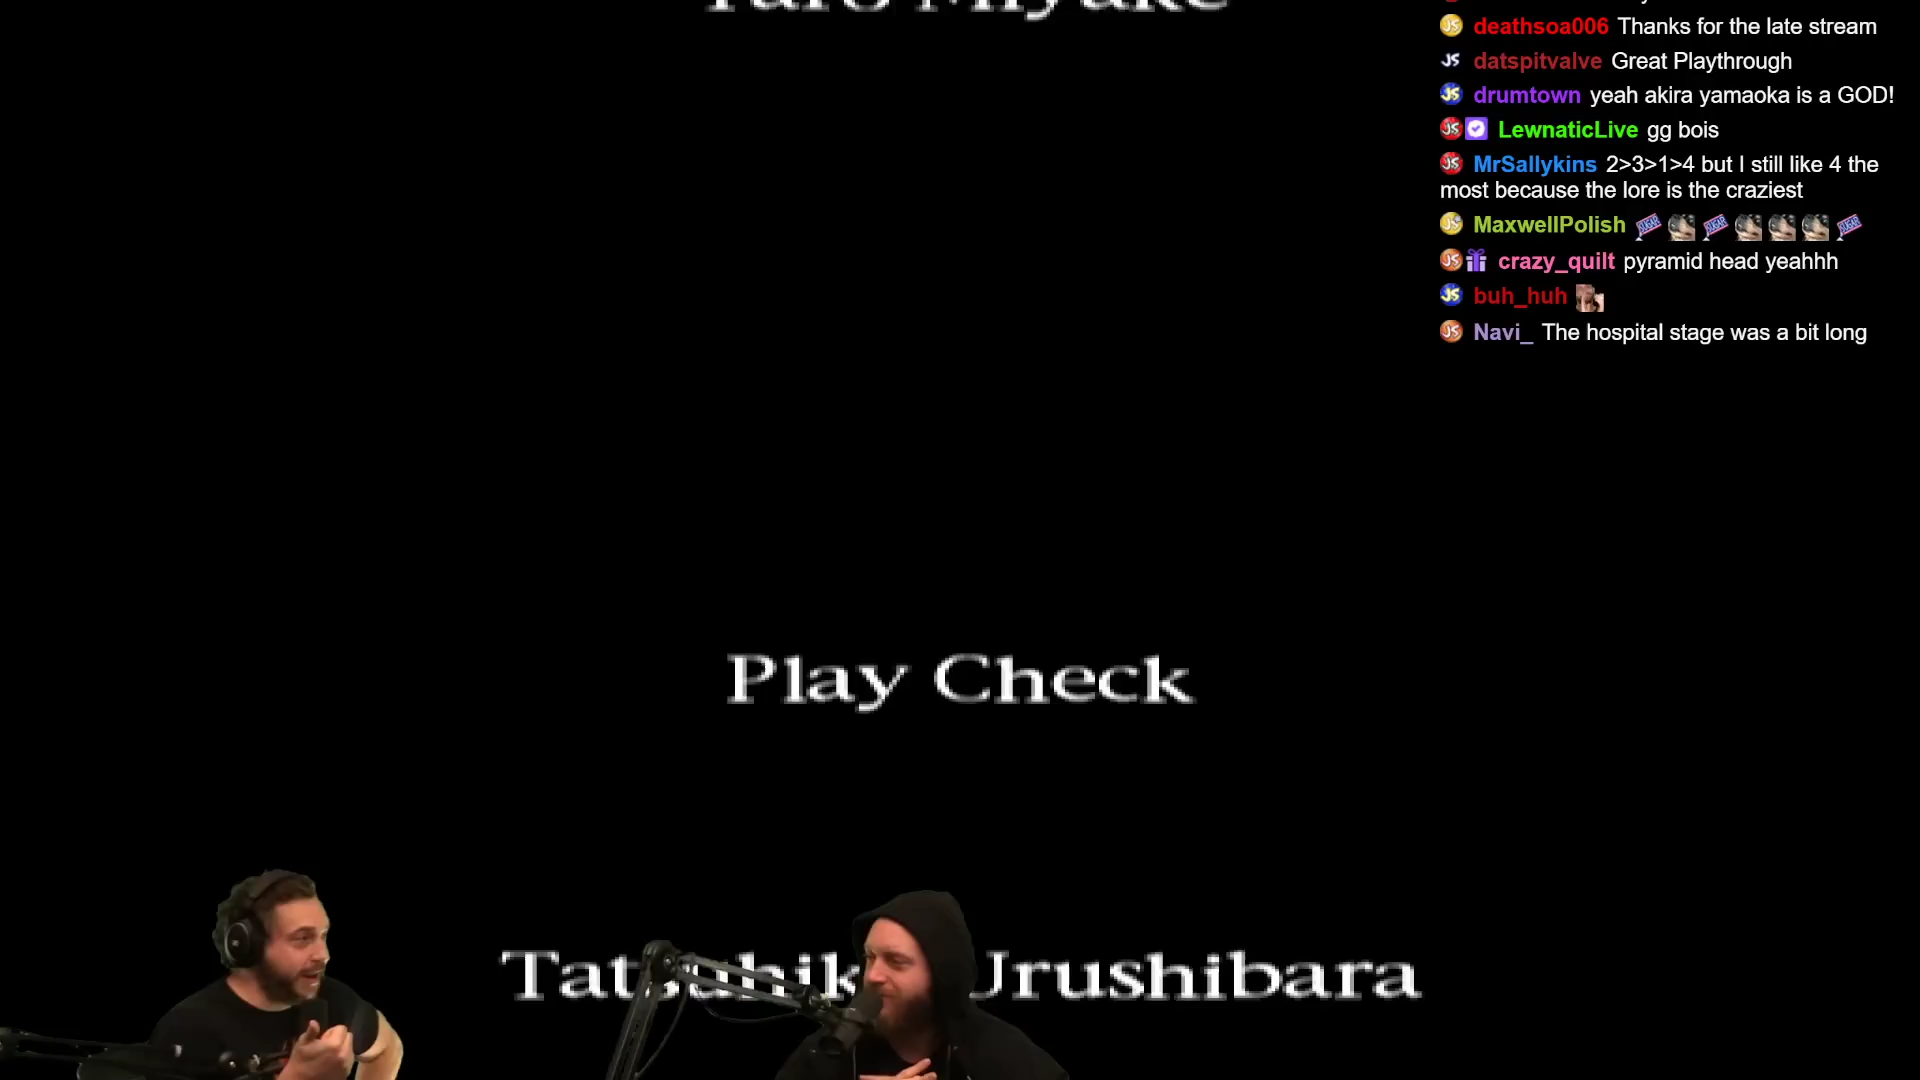 Taro Miyake
deathsoa006 Thanks for the late stream
datspitvalve Great Playthrough
drumtown yeah akira yamaoka is a GOD!
LewnaticLive gg bois
MrSallykins 2>3>1>4 but I still like 4 the
most because the lore is the craziest
MaxwellPolish
crazy_quilt pyramid head yeahhh
buh_huh
Navi_ The hospital stage was a bit long
Play Check
Urushibara